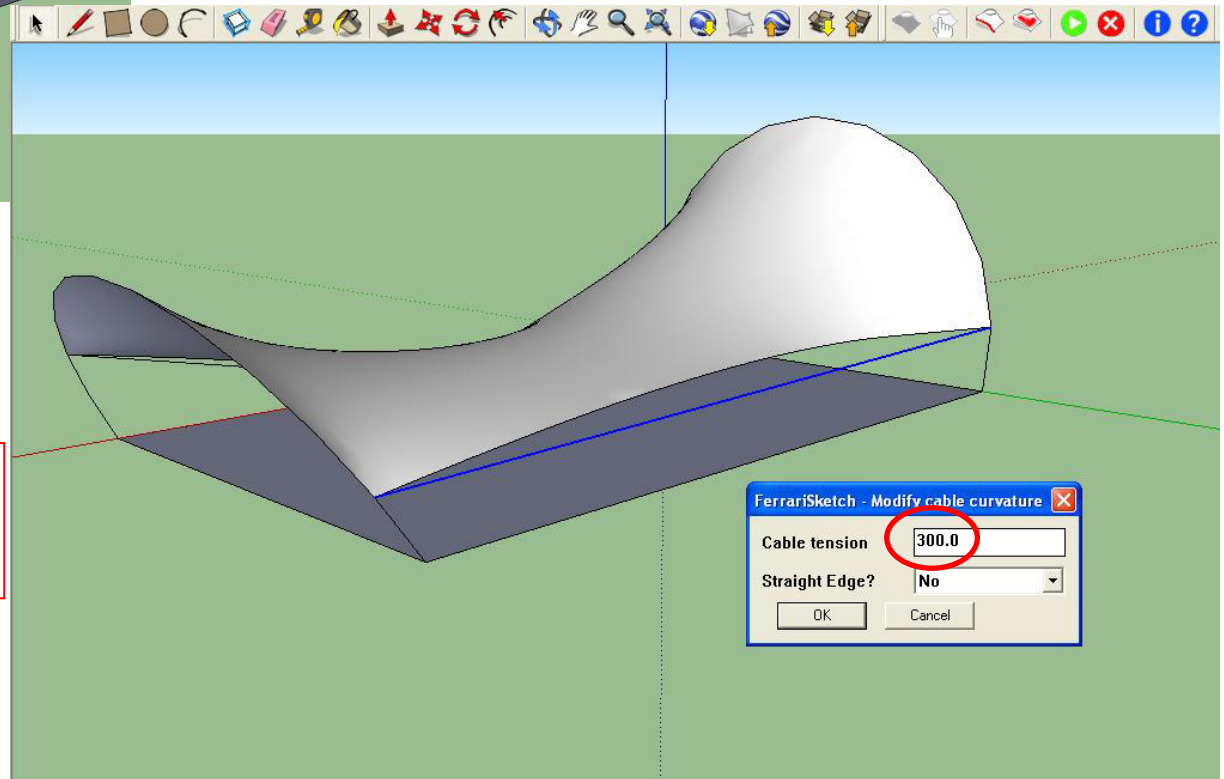 FerrariSketch - Modify cable curvature
Cable tension 300.0
Straight Edge? No
OK Cancel